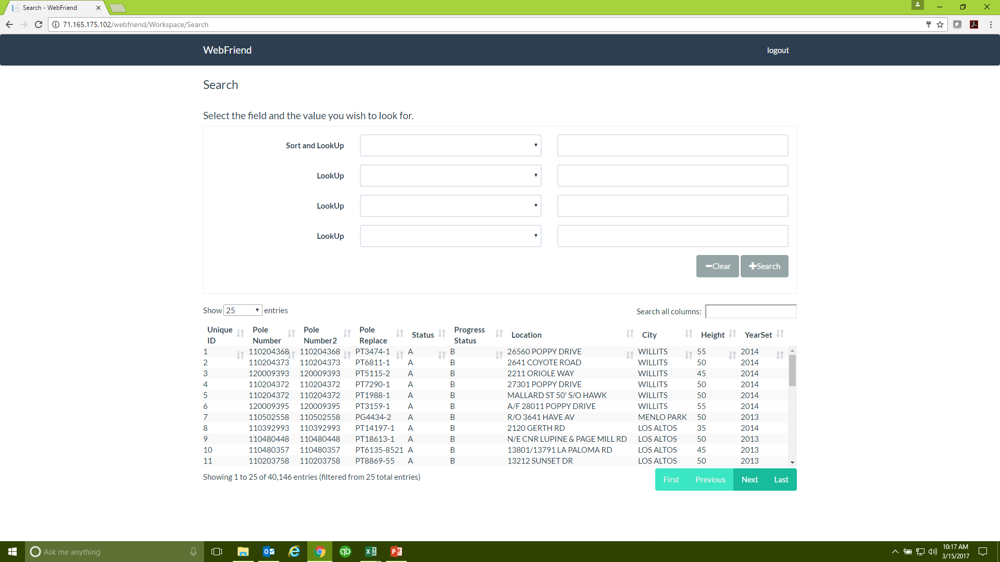 Search - WebFriend
71.165.175.102/webfriend/Workspace/Search
WebFriend logout
Search
Select the field and the value you wish to look for.
Sort and LookUp
LookUp
LookUp
LookUp
Clear Search
Show 25 entries Search all columns:
Unique ID Pole Number Pole Number2 Pole Replace Status Progress Status Location City Height YearSet
1 110204368 110204368 PT3474-1 A B 26560 POPPY DRIVE WILLITS 55 2014
2 110204373 110204373 PT6811-1 A B 2641 COYOTE ROAD WILLITS 50 2014
3 120009393 120009393 PT5115-2 A B 2211 ORIOLE WAY WILLITS 45 2014
4 110204372 110204372 PT7290-1 A B 27301 POPPY DRIVE WILLITS 50 2014
5 110204372 110204372 PT1988-1 A B MALLARD ST 50' S/O HAWK WILLITS 50 2014
6 120009395 120009395 PT3159-1 A B A/F 28011 POPPY DRIVE WILLITS 55 2014
7 110502558 110502558 PG4434-2 A B R/O 3641 HAVE AV MENLO PARK 50 2013
8 110392993 110392993 PT14197-1 A B 2120 GERTH RD LOS ALTOS 35 2014
9 110480448 110480448 PT18613-1 A B N/E CNR LUPINE & PAGE MILL RD LOS ALTOS 50 2013
10 110480357 110480357 PT6135-8521 A B 13801/13791 LA PALOMA RD LOS ALTOS 45 2013
11 110203758 110203758 PT8869-55 A B 13212 SUNSET DR LOS ALTOS 50 2013
Showing 1 to 25 of 40,146 entries (filtered from 25 total entries)
First Previous Next Last
Ask me anything
10:17 AM
3/15/2017